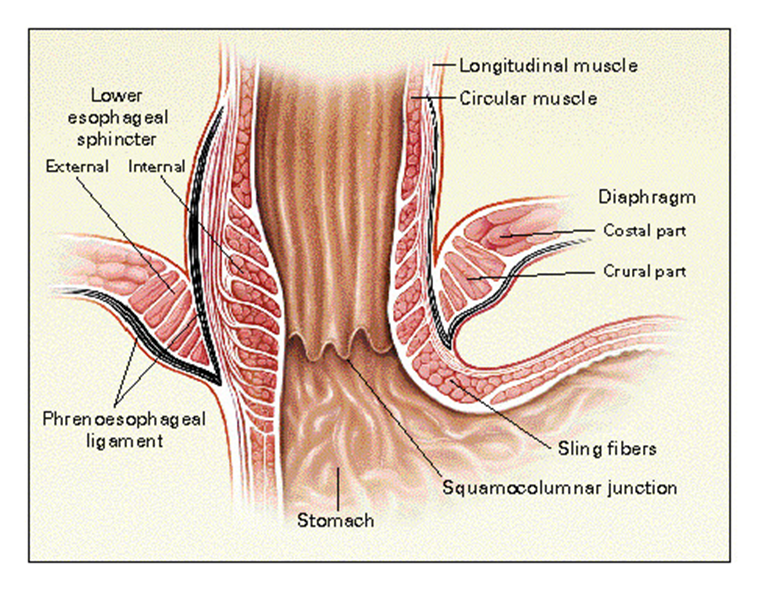 Longitudinal muscle
Circular muscle
Lower
esophageal
sphincter
External Internal
Diaphragm
Costal part
Crural part
Phrenoesophageal
ligament
Sling fibers
Squamocolumnar junction
Stomach